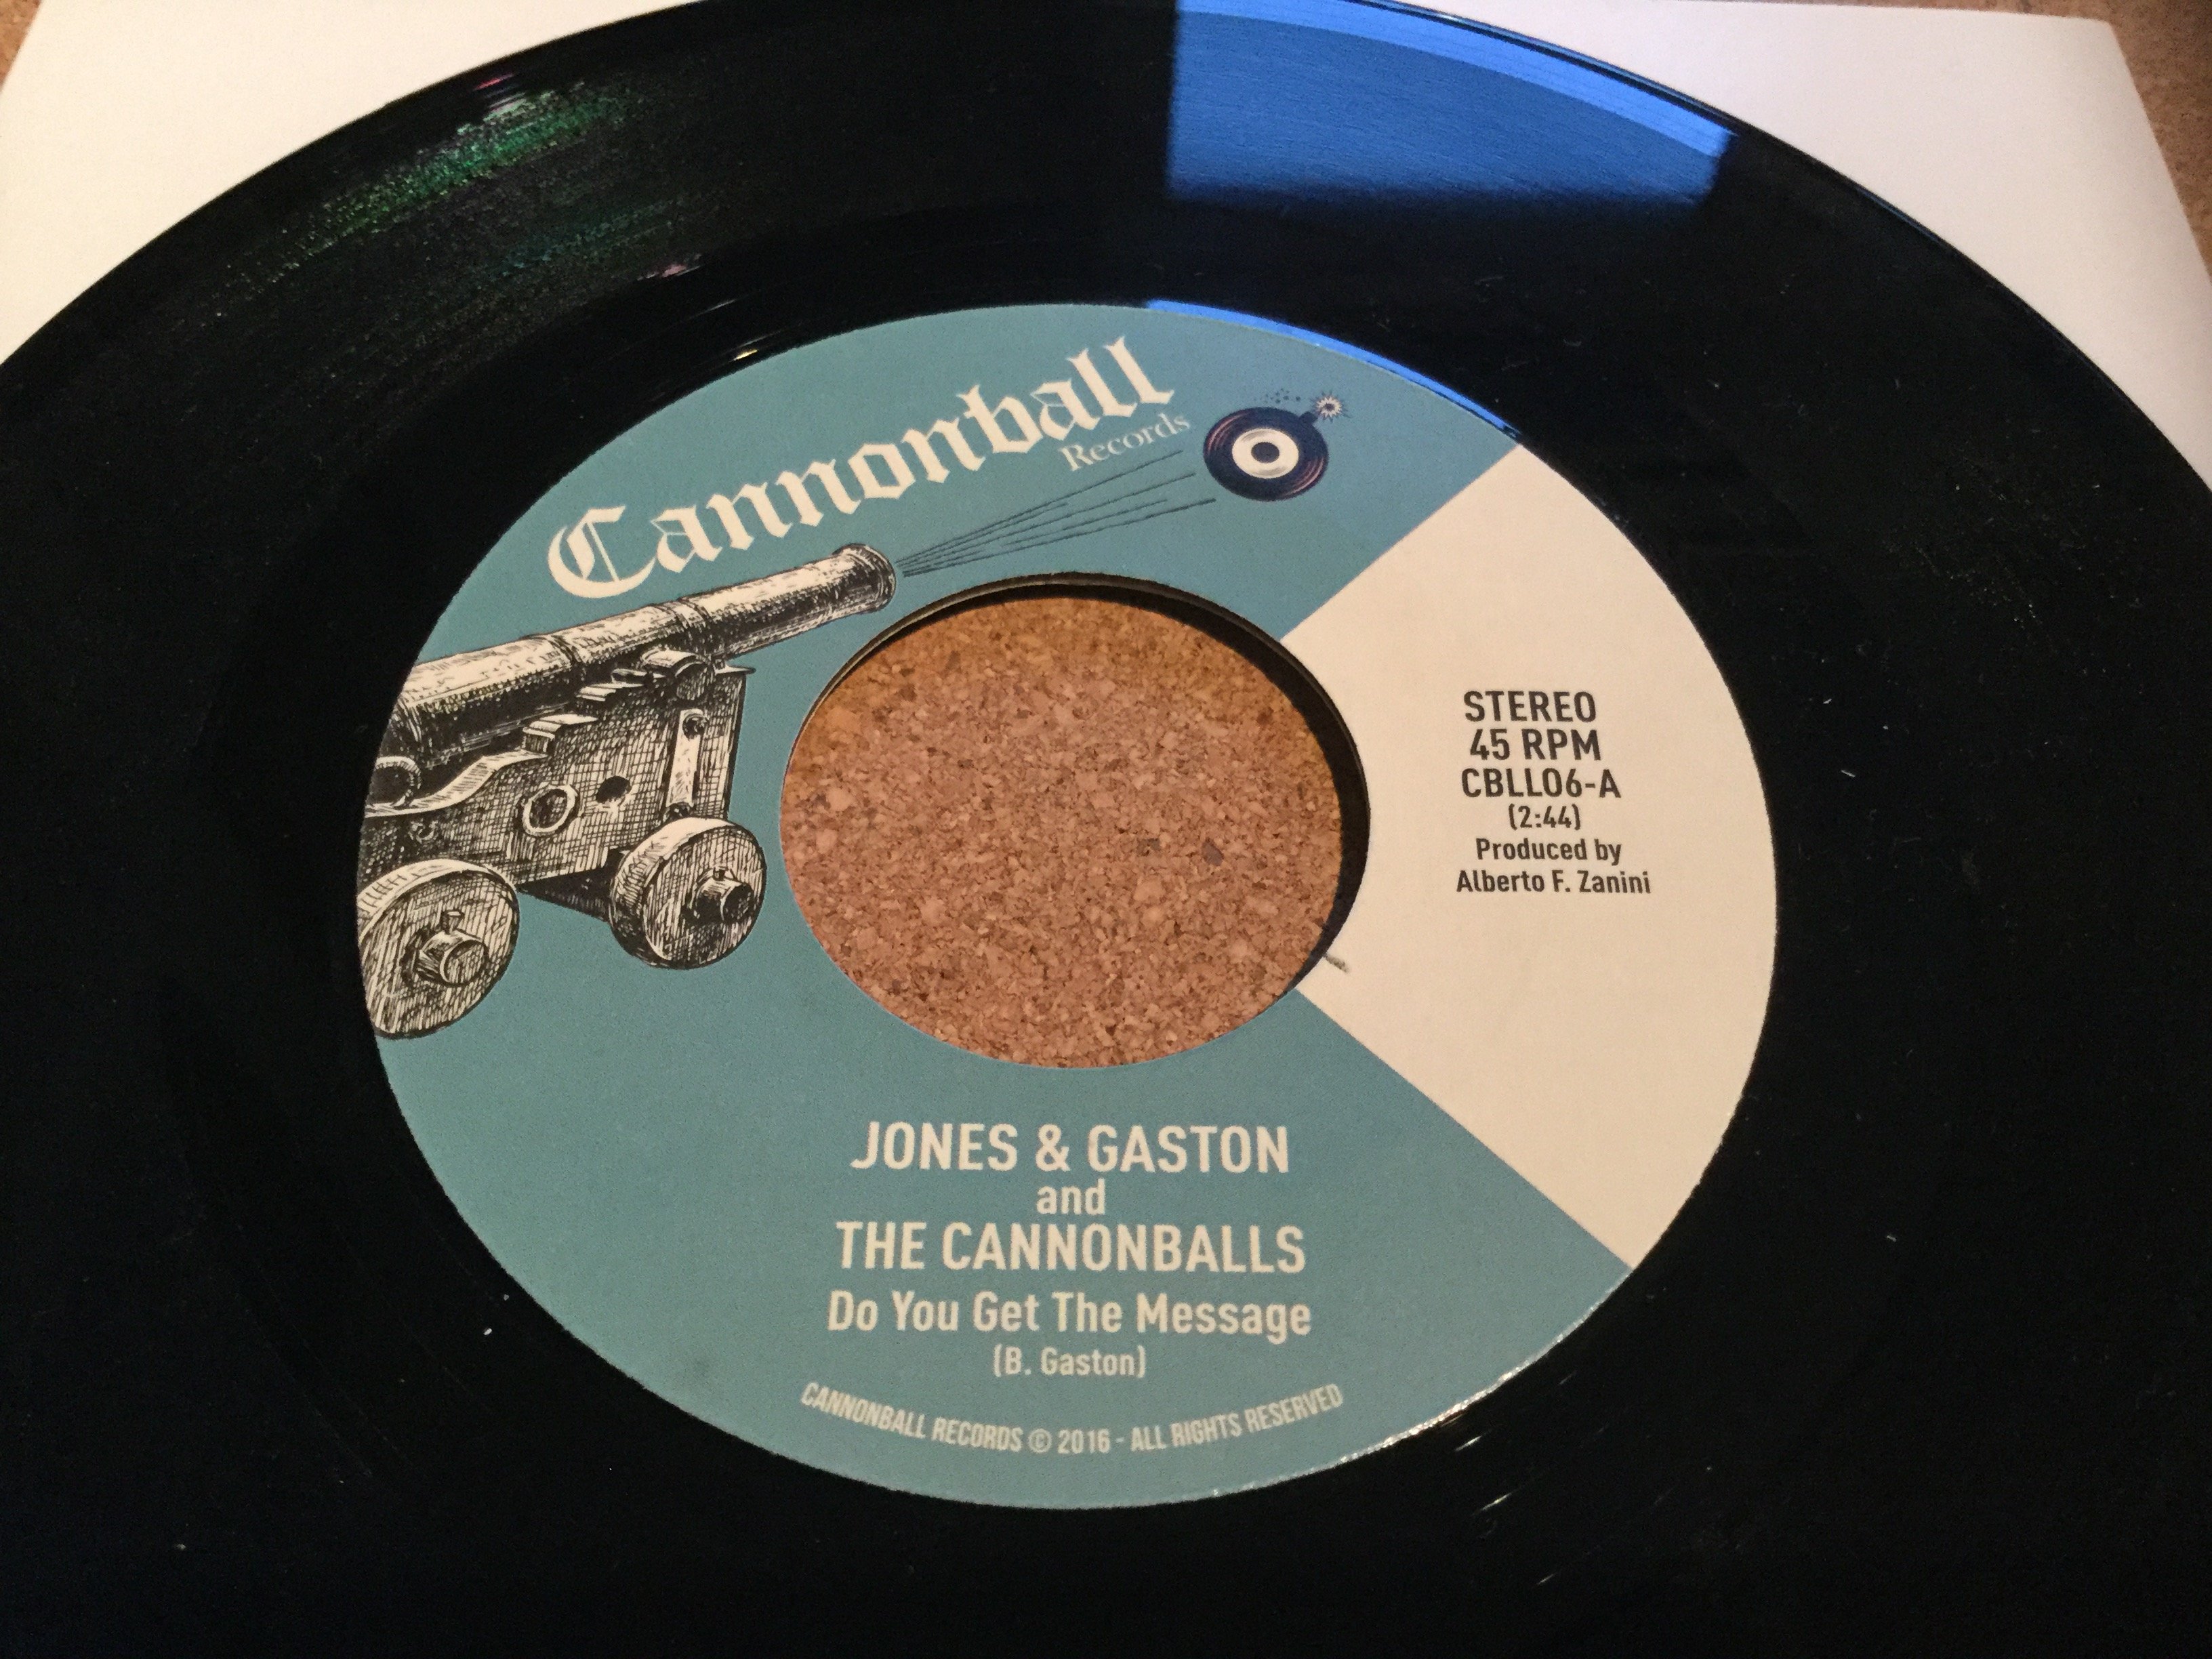 Cannonball
Records
STEREO
45 RPM
CBLL06-A
(2:44)
Produced by
Alberto F. Zanini
JONES & GASTON
and
THE CANNONBALLS
Do You Get The Message
(B. Gaston)
CANNONBALL RECORDS © 2016 - ALL RIGHTS RESERVED